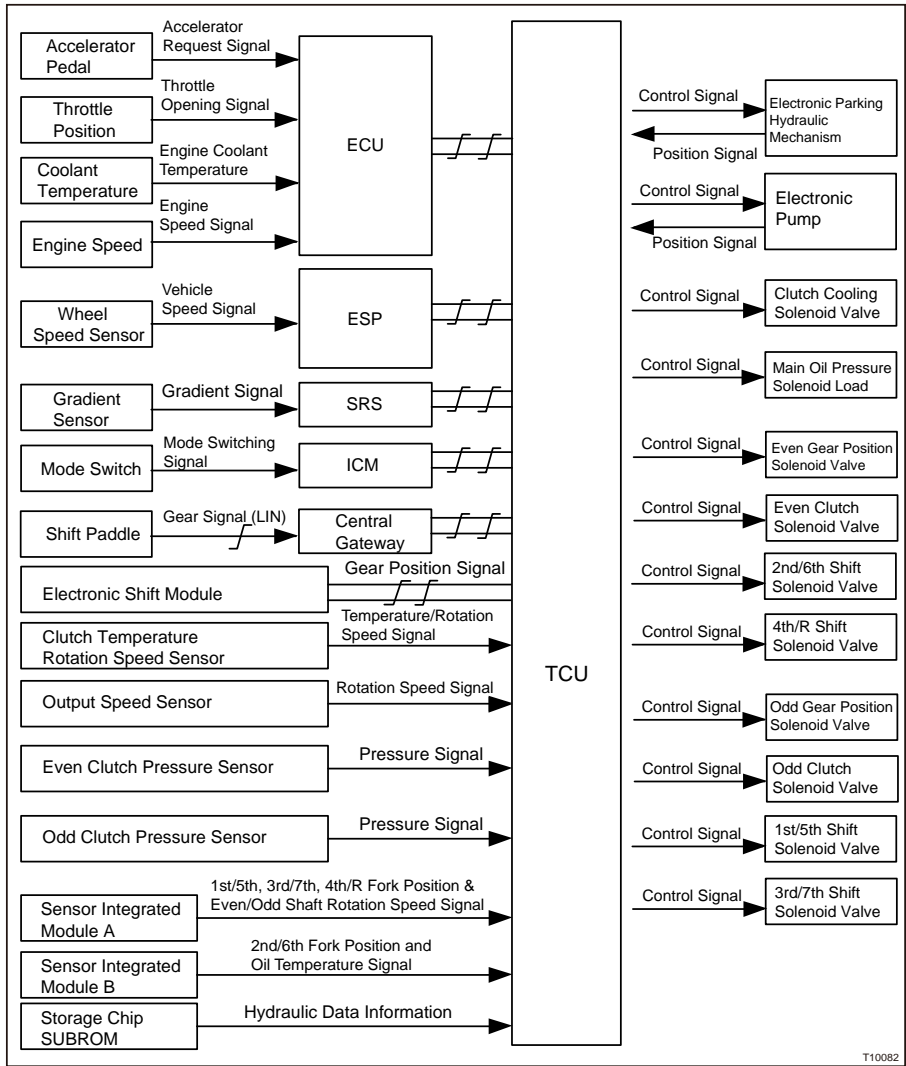 Accelerator
Pedal
Accelerator
Request Signal
Throttle
Position
Throttle
Opening Signal
Coolant
Temperature
Engine Coolant
Temperature
Engine Speed
Engine
Speed Signal
ECU
Wheel
Speed Sensor
Vehicle
Speed Signal
ESP
Gradient
Sensor
Gradient Signal
SRS
Mode Switch
Mode Switching
Signal
ICM
Shift Paddle
Gear Signal (LIN)
Central
Gateway
Electronic Shift Module
Gear Position Signal
Clutch Temperature
Rotation Speed Sensor
Temperature/Rotation
Speed Signal
Output Speed Sensor
Rotation Speed Signal
Even Clutch Pressure Sensor
Pressure Signal
Odd Clutch Pressure Sensor
Pressure Signal
Sensor Integrated
Module A
1st/5th, 3rd/7th, 4th/R Fork Position &
Even/Odd Shaft Rotation Speed Signal
Sensor Integrated
Module B
2nd/6th Fork Position and
Oil Temperature Signal
Storage Chip
SUBROM
Hydraulic Data Information
TCU
Control Signal
Position Signal
Electronic Parking
Hydraulic
Mechanism
Control Signal
Position Signal
Electronic
Pump
Control Signal
Clutch Cooling
Solenoid Valve
Control Signal
Main Oil Pressure
Solenoid Load
Control Signal
Even Gear Position
Solenoid Valve
Control Signal
Even Clutch
Solenoid Valve
Control Signal
2nd/6th Shift
Solenoid Valve
Control Signal
4th/R Shift
Solenoid Valve
Control Signal
Odd Gear Position
Solenoid Valve
Control Signal
Odd Clutch
Solenoid Valve
Control Signal
1st/5th Shift
Solenoid Valve
Control Signal
3rd/7th Shift
Solenoid Valve
T10082